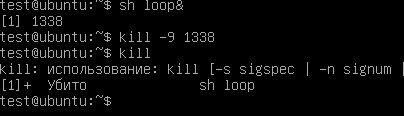 test@ubuntu:~$ sh loop&
[1] 1338
test@ubuntu:~$ kill -9 1338
test@ubuntu:~$ kill
kill: использование: kill [-s sigspec | -n signum |
[1]+  Убито              sh loop
test@ubuntu:~$